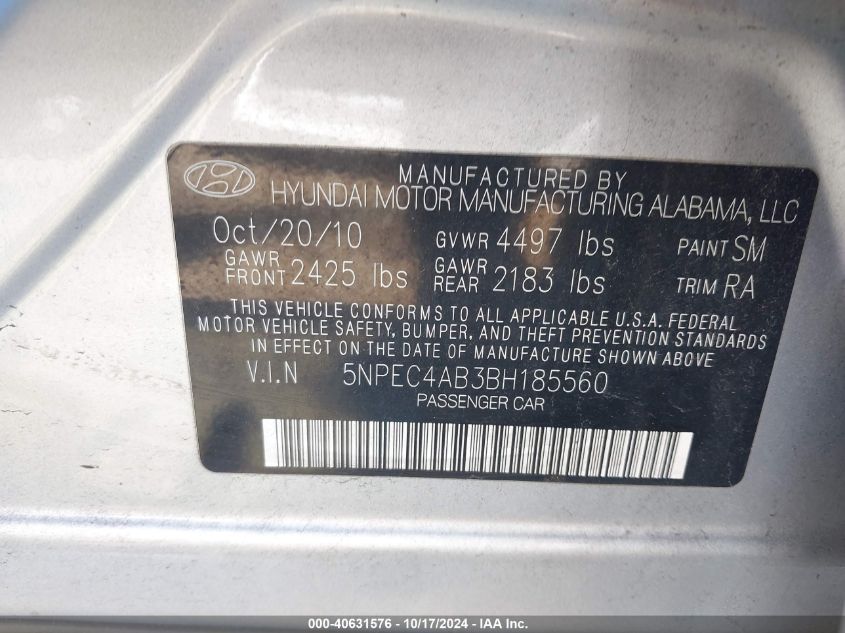 MANUFACTURED BY
HYUNDAI MOTOR MANUFACTURING ALABAMA, LLC
Oct/20/10 GVWR 4497 lbs PAINT SM
GAWR FRONT 2425 lbs GAWR REAR 2183 lbs TRIM RA
THIS VEHICLE CONFORMS TO ALL APPLICABLE U.S.A. FEDERAL
MOTOR VEHICLE SAFETY, BUMPER, AND THEFT PREVENTION STANDARDS
IN EFFECT ON THE DATE OF MANUFACTURE SHOWN ABOVE
V.I.N 5NPEC4AB3BH185560
PASSENGER CAR
000-40631576 - 10/17/2024 - IAA Inc.